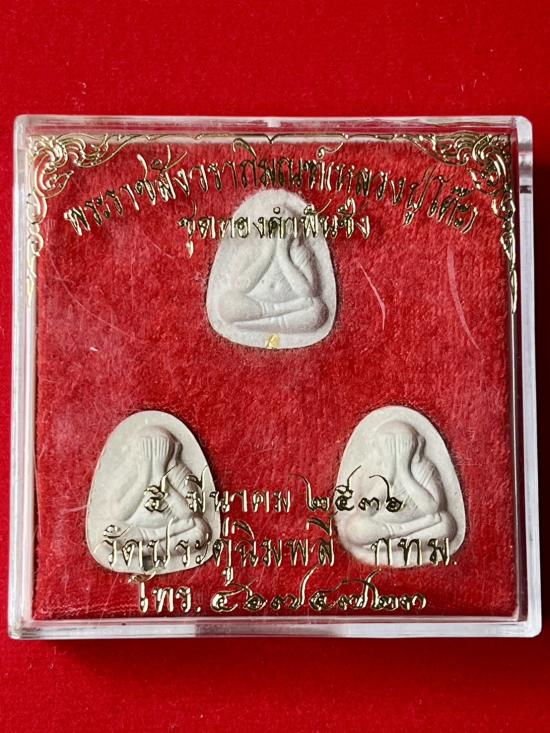 พระราชสังวราภิมณฑ์(หลวงปู่โต๊ะ)
ชุดทองคำพันชั่ง
๕ มีนาคม ๒๕๓๖
วัดประดู่ฉิมพลี กทม.
โทร. ๔๑๗๔๗๒๓